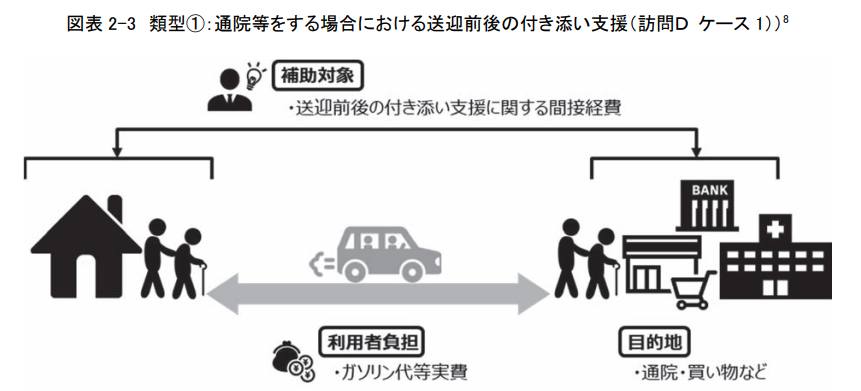 図表 2-3 類型①：通院等をする場合における送迎前後の付き添い支援（訪問Ｄ ケース 1））8
補助対象
・送迎前後の付き添い支援に関する間接経費
BANK
利用者負担
・ガソリン代等実費
目的地
・通院・買い物など